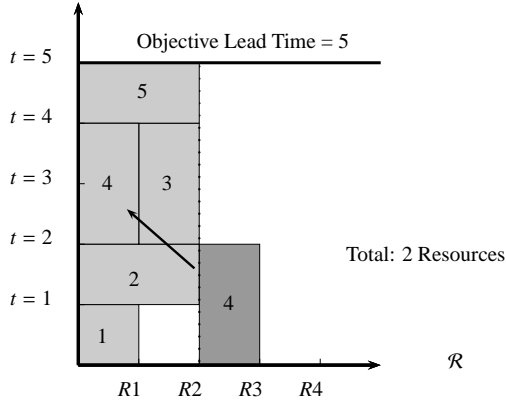 Objective Lead Time = 5
t = 5
5
t = 4
4
3
t = 3
t = 2
2
4
Total: 2 Resources
t = 1
1
R
R1
R2
R3
R4